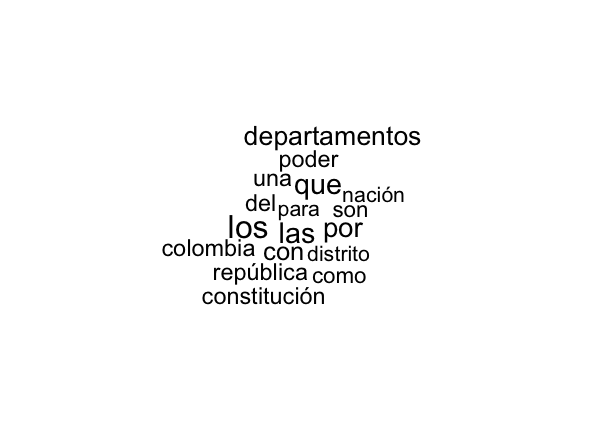 departamentos
poder
una que nación
del para son
los las por
colombia con distrito
república como
constitución